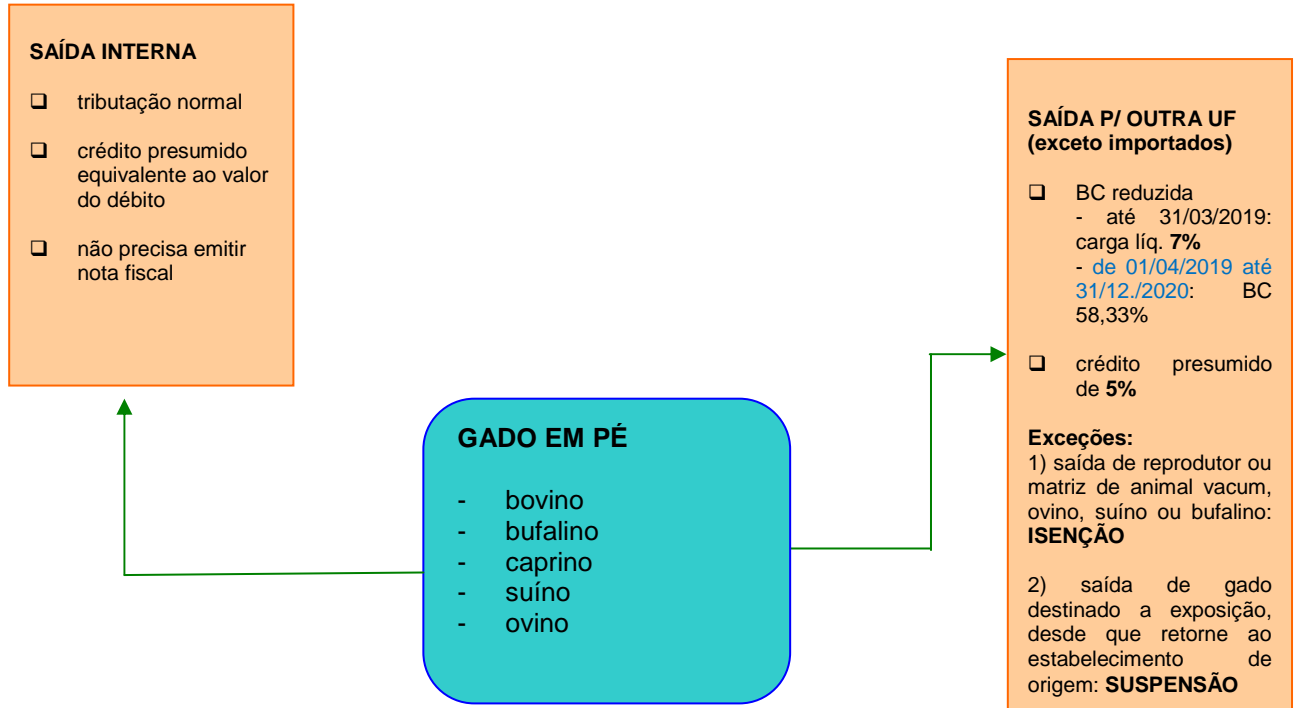 SAÍDA INTERNA
❑ tributação normal
❑ crédito presumido
equivalente ao valor
do débito
❑ não precisa emitir
nota fiscal
GADO EM PÉ
- bovino
- bufalino
- caprino
- suíno
- ovino
SAÍDA P/ OUTRA UF
(exceto importados)
❑ BC reduzida
- até 31/03/2019:
carga líq. 7%
- de 01/04/2019 até
31/12./2020: BC
58,33%
❑ crédito presumido
de 5%
Exceções:
1) saída de reprodutor ou
matriz de animal vacum,
ovino, suíno ou bufalino:
ISENÇÃO
2) saída de gado
destinado a exposição,
desde que retorne ao
estabelecimento de
origem: SUSPENSÃO